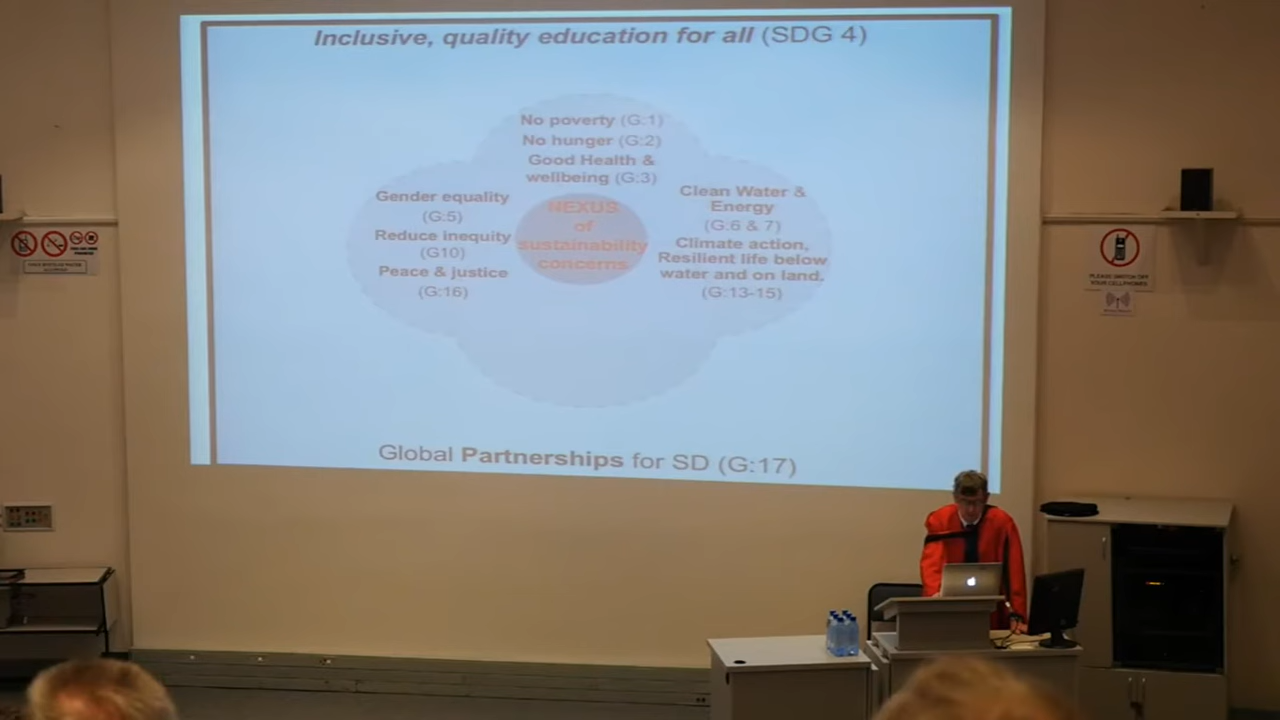 Inclusive, quality education for all (SDG 4)
No poverty (G:1)
No hunger (G:2)
Good Health &
wellbeing (G:3)
Gender equality
(G:5)
Reduce inequity
(G10)
Peace & justice
(G:16)
NEXUS
of
sustainability
concerns
Clean Water &
Energy
(G:6 & 7)
Climate action,
Resilient life below
water and on land.
(G:13-15)
Global Partnerships for SD (G:17)
PLEASE SWITCH OFF
YOUR CELLPHONES